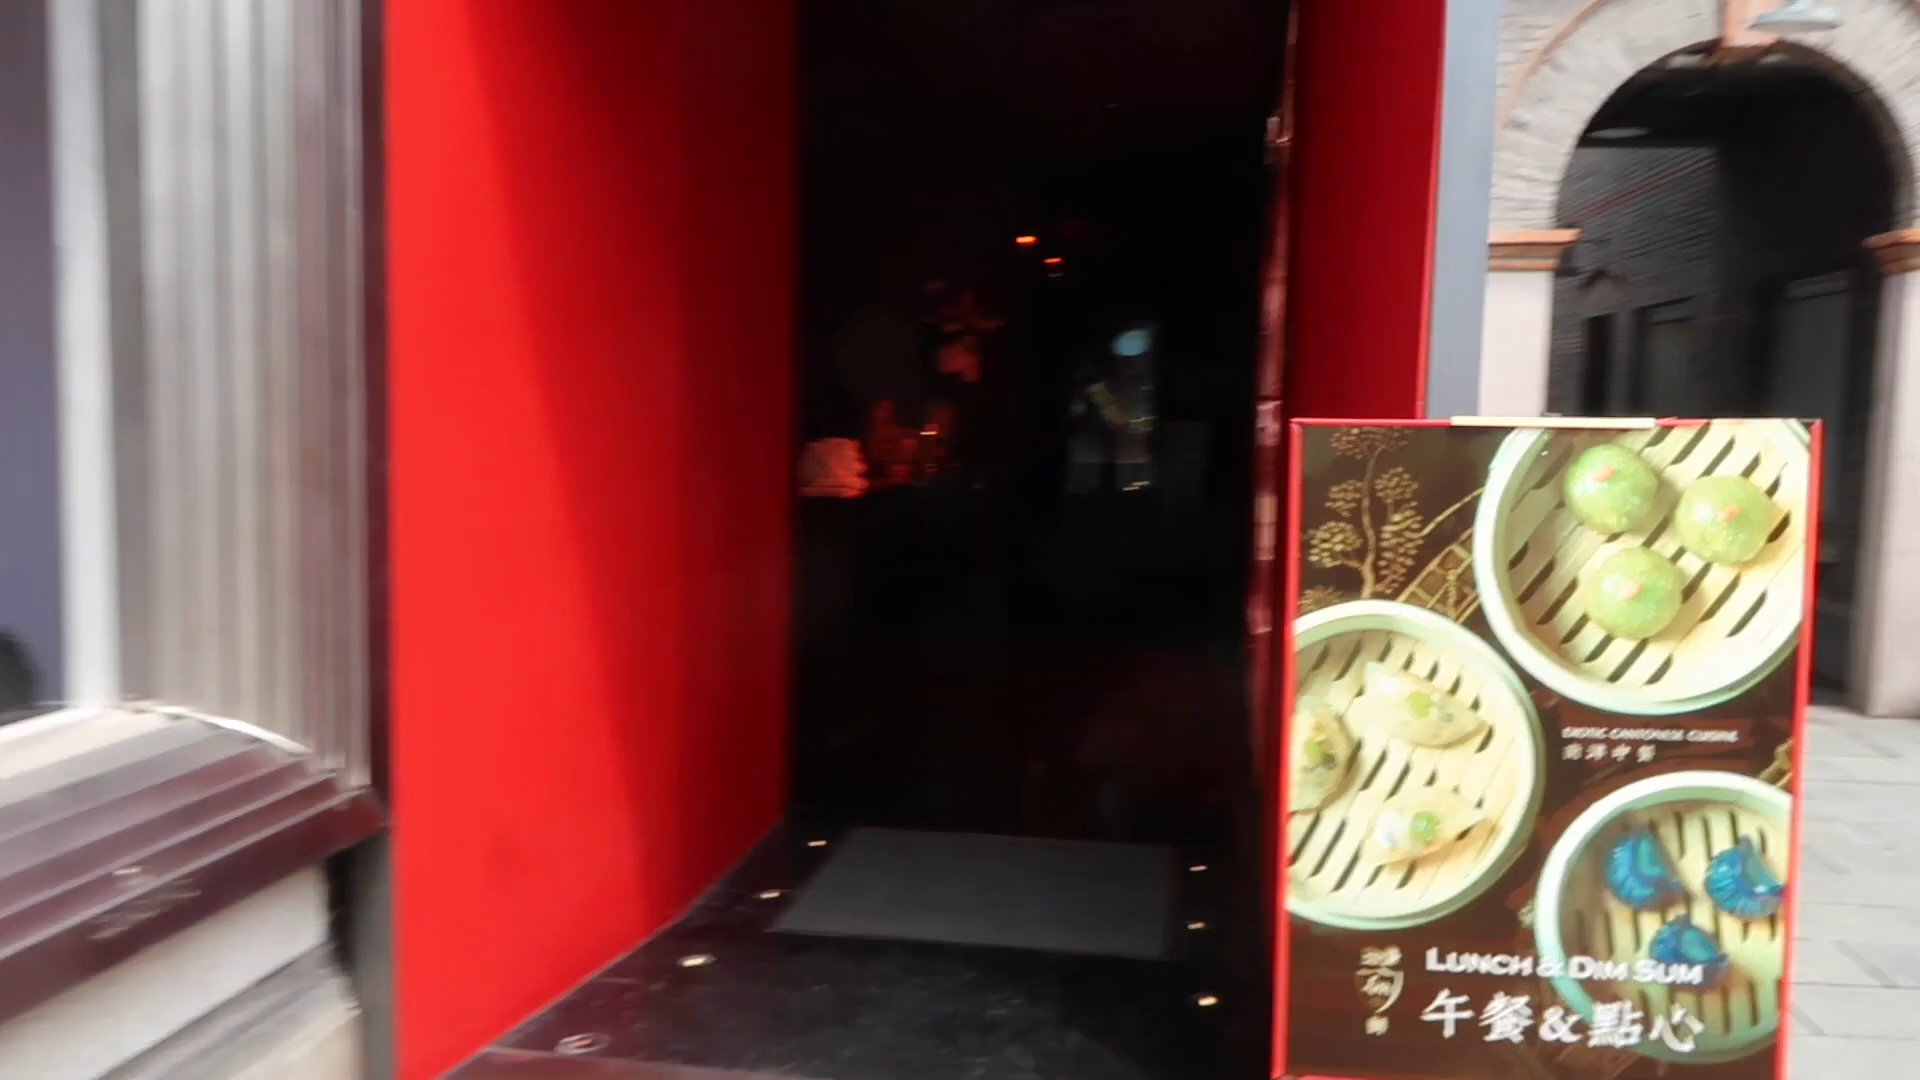 EXOTIC CANTONESE CUISINE
南洋中餐
LUNCH & DIM SUM
午餐&點心